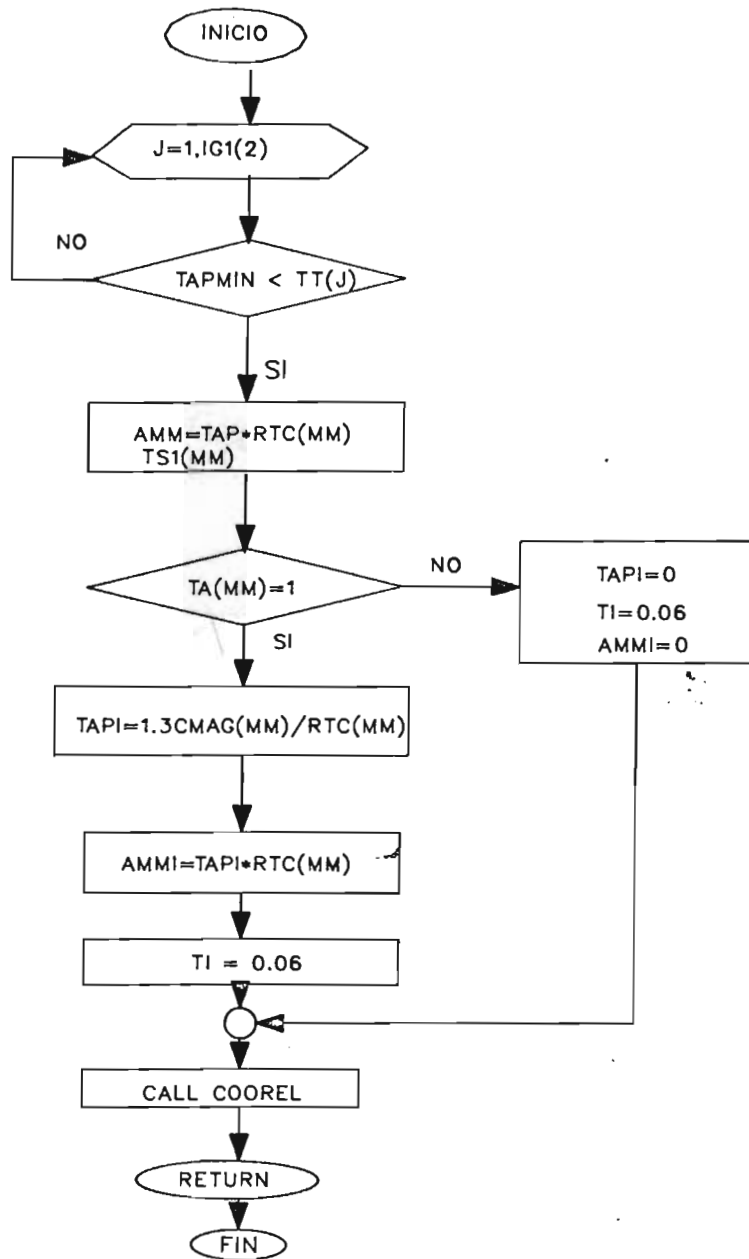 INICIO
J=1,IG1(2)
NO
TAPMIN < TT(J)
SI
AMM=TAP*RTC(MM)
TS1(MM)
TA(MM)=1
NO
SI
TAPI=0
TI=0.06
AMMI=0
TAPI=1.3CMAG(MM)/RTC(MM)
AMMI=TAPI*RTC(MM)
TI = 0.06
CALL COOREL
RETURN
FIN